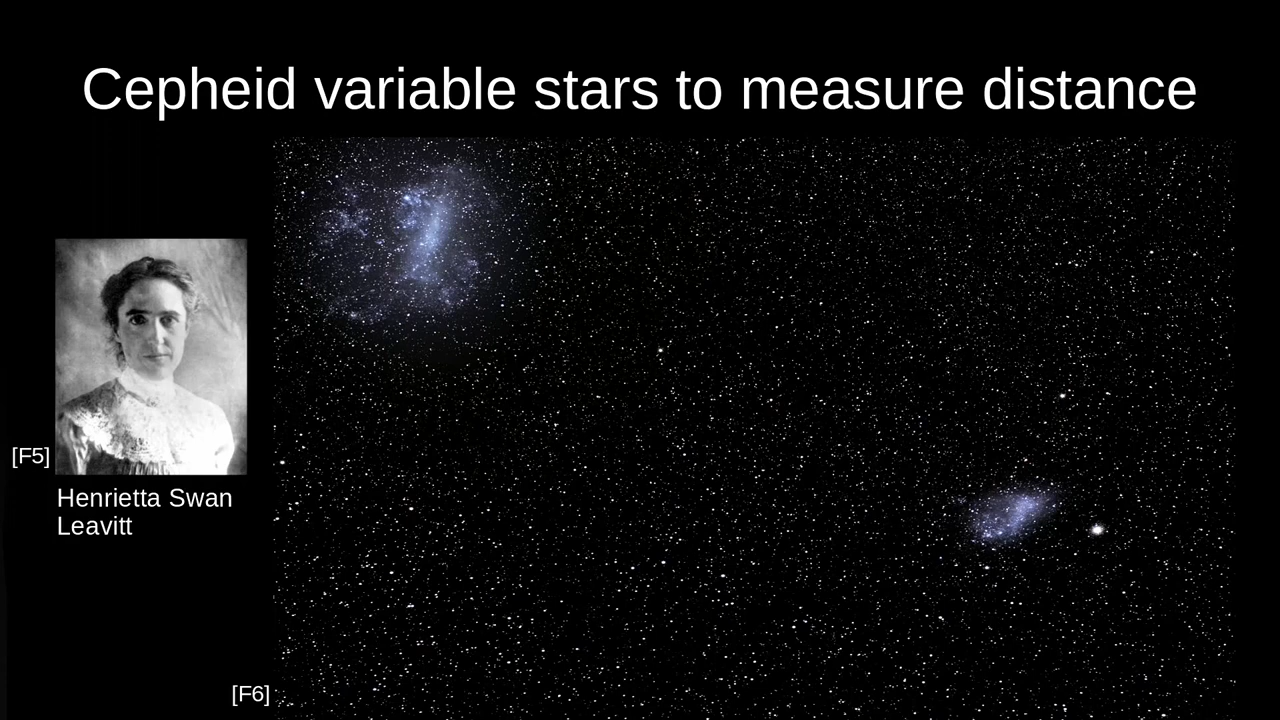 Cepheid variable stars to measure distance
[F5]
Henrietta Swan
Leavitt
[F6]